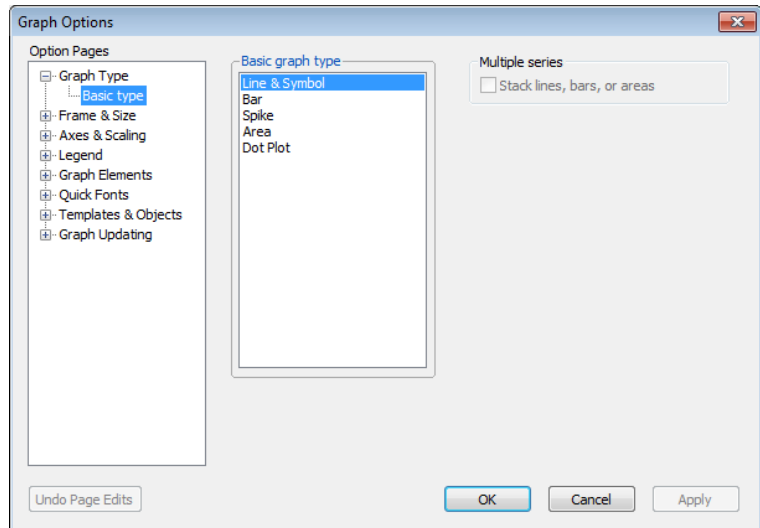 Graph Options
Option Pages
Graph Type
Basic type
Frame & Size
Axes & Scaling
Legend
Graph Elements
Quick Fonts
Templates & Objects
Graph Updating
Basic graph type
Line & Symbol
Bar
Spike
Area
Dot Plot
Multiple series
Stack lines, bars, or areas
Undo Page Edits
OK
Cancel
Apply